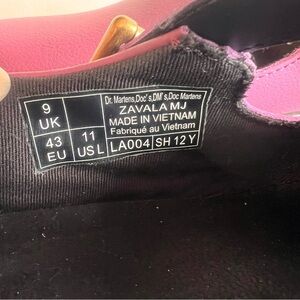 9
UK
43
EU
11
US L
Dr. Martens,Doc's,DM's,Doc Martens
ZAVALA MJ
MADE IN VIETNAM
Fabriqué au Vietnam
LA004 SH 12 Y